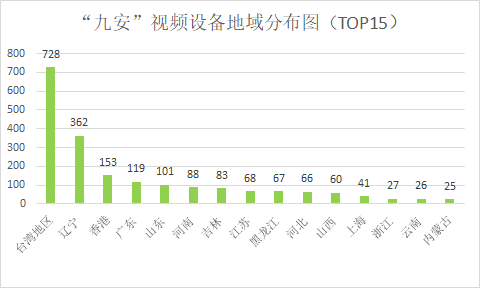 “九安”视频设备地域分布图（TOP15）
800
700
600
500
400
300
200
100
0
728
362
153
119
101
88
83
68
67
66
60
41
27
26
25
台湾地区
辽宁
香港
广东
山东
河南
吉林
江苏
黑龙江
河北
山西
上海
浙江
云南
内蒙古